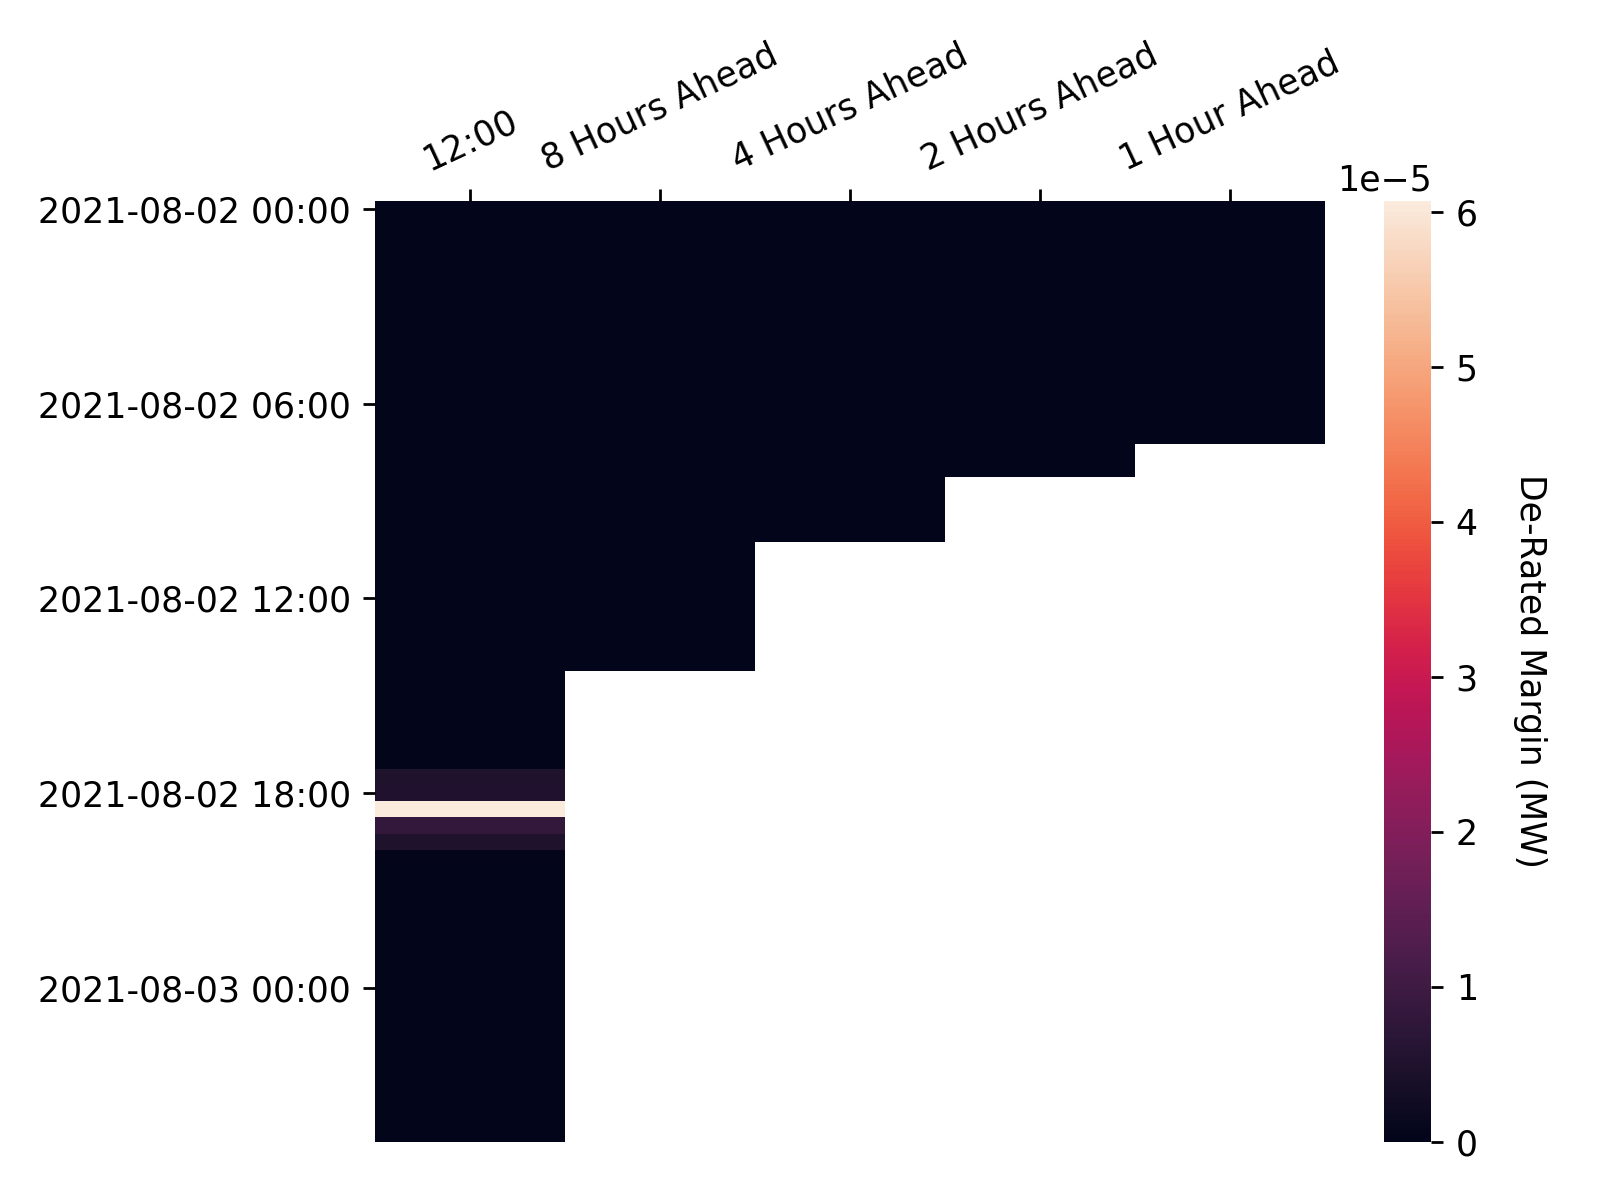 12:00
8 Hours Ahead
4 Hours Ahead
2 Hours Ahead
1 Hour Ahead
2021-08-02 00:00
2021-08-02 06:00
2021-08-02 12:00
2021-08-02 18:00
2021-08-03 00:00
1e−5
6
5
4
3
2
1
0
De-Rated Margin (MW)